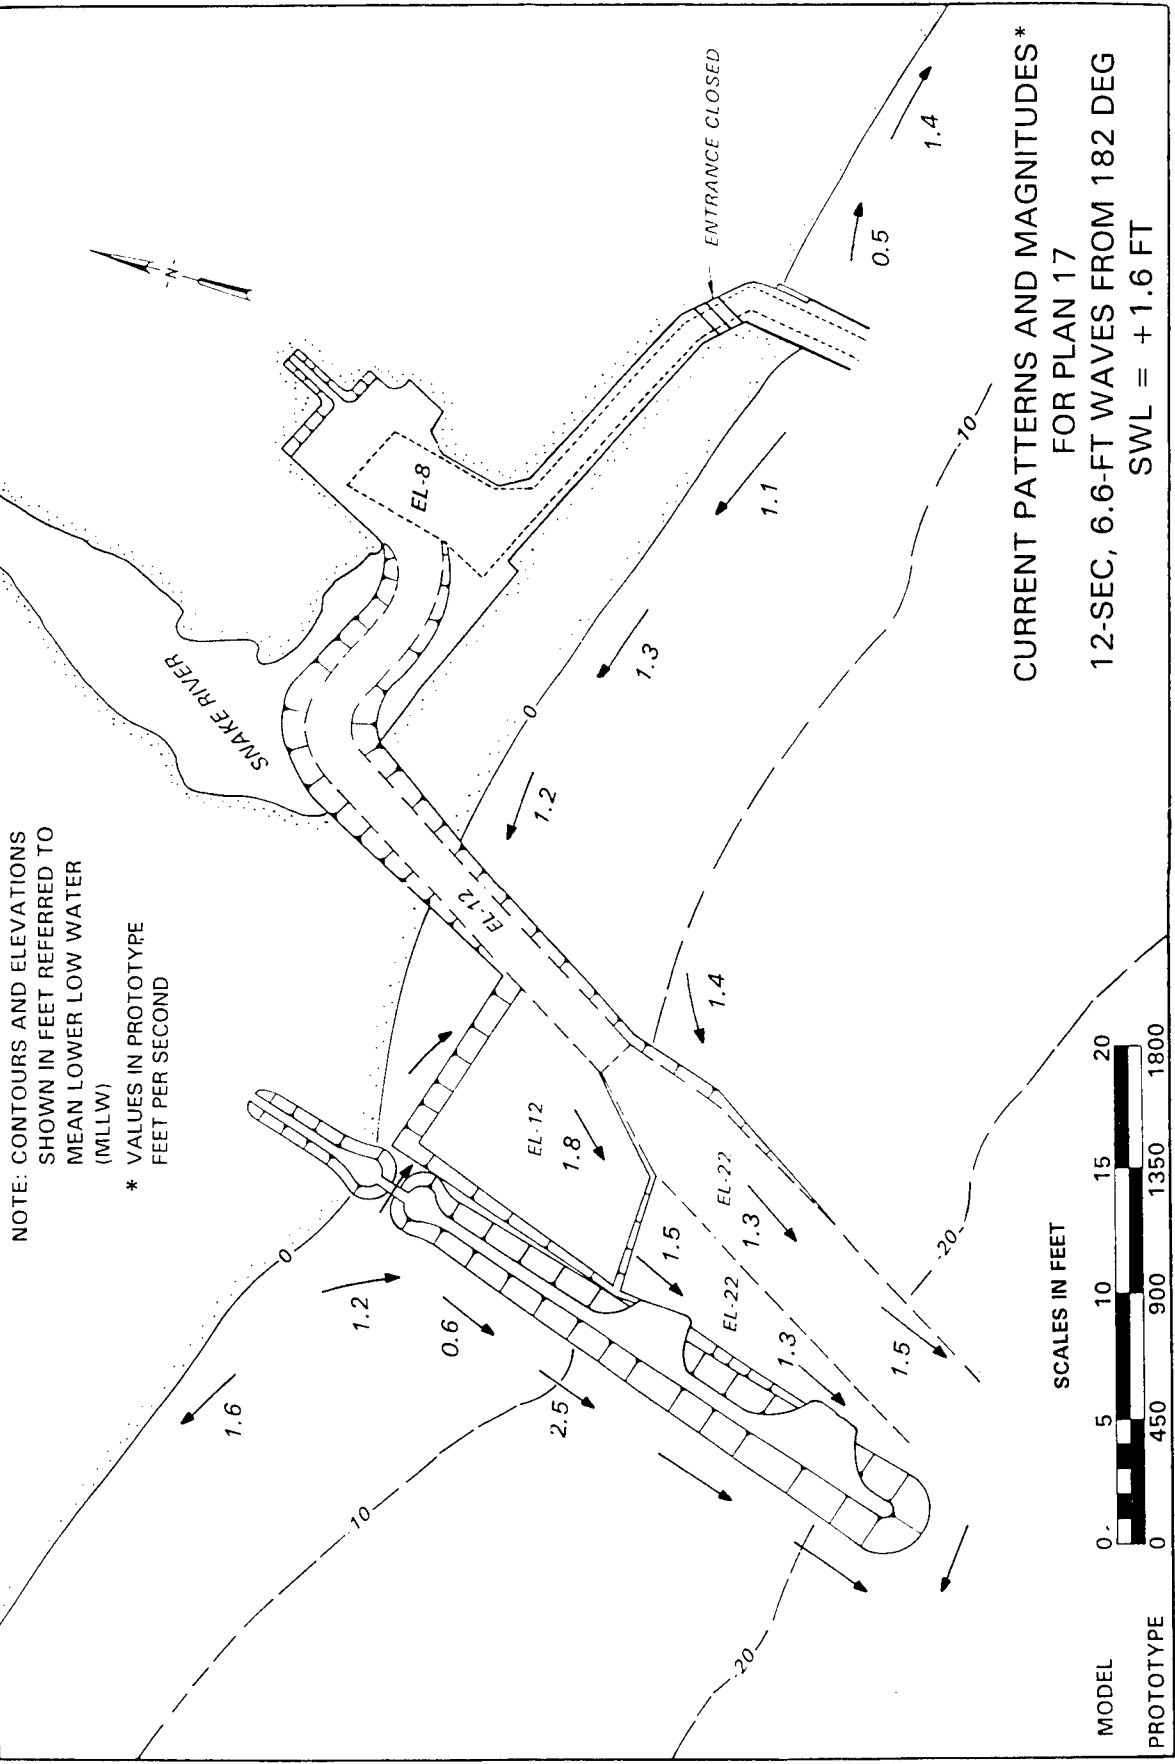 NOTE: CONTOURS AND ELEVATIONS
SHOWN IN FEET REFERRED TO
MEAN LOWER LOW WATER
(MLLW)
* VALUES IN PROTOTYPE
FEET PER SECOND
SNAKE RIVER
N
EL-8
ENTRANCE CLOSED
EL-12
EL-12
EL-22
EL-22
0
0
-10
-10
-20
-20
1.6
1.2
0.6
2.5
1.8
1.5
1.3
1.3
1.5
1.4
1.2
1.3
1.1
0.5
1.4
CURRENT PATTERNS AND MAGNITUDES*
FOR PLAN 17
12-SEC, 6.6-FT WAVES FROM 182 DEG
SWL = +1.6 FT
SCALES IN FEET
MODEL 0 5 10 15 20
PROTOTYPE 0 450 900 1350 1800